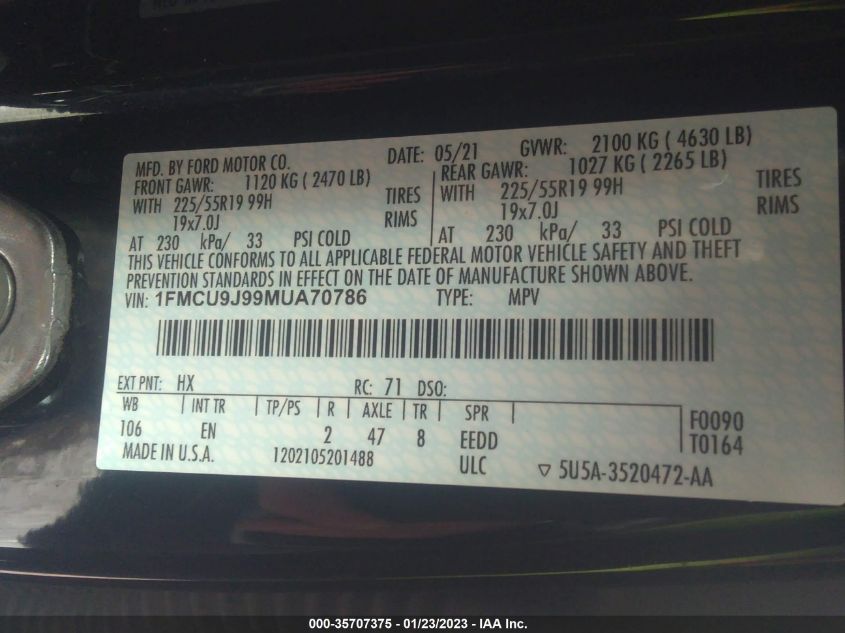 MFD. BY FORD MOTOR CO. DATE: 05/21 GVWR: 2100 KG ( 4630 LB)
FRONT GAWR: 1120 KG ( 2470 LB) REAR GAWR: 1027 KG ( 2265 LB)
WITH 225/55R19 99H TIRES WITH 225/55R19 99H TIRES
19x7.0J RIMS 19x7.0J RIMS
AT 230 kPa/ 33 PSI COLD AT 230 kPa/ 33 PSI COLD
THIS VEHICLE CONFORMS TO ALL APPLICABLE FEDERAL MOTOR VEHICLE SAFETY AND THEFT
PREVENTION STANDARDS IN EFFECT ON THE DATE OF MANUFACTURE SHOWN ABOVE.
VIN: 1FMCU9J99MUA70786 TYPE: MPV
EXT PNT: HX RC: 71 DSO:
WB INT TR TP/PS R AXLE TR SPR F0090
106 EN 2 47 8 EEDD T0164
MADE IN U.S.A. 1202105201488 ULC 5U5A-3520472-AA
000-35707375 - 01/23/2023 - IAA Inc.